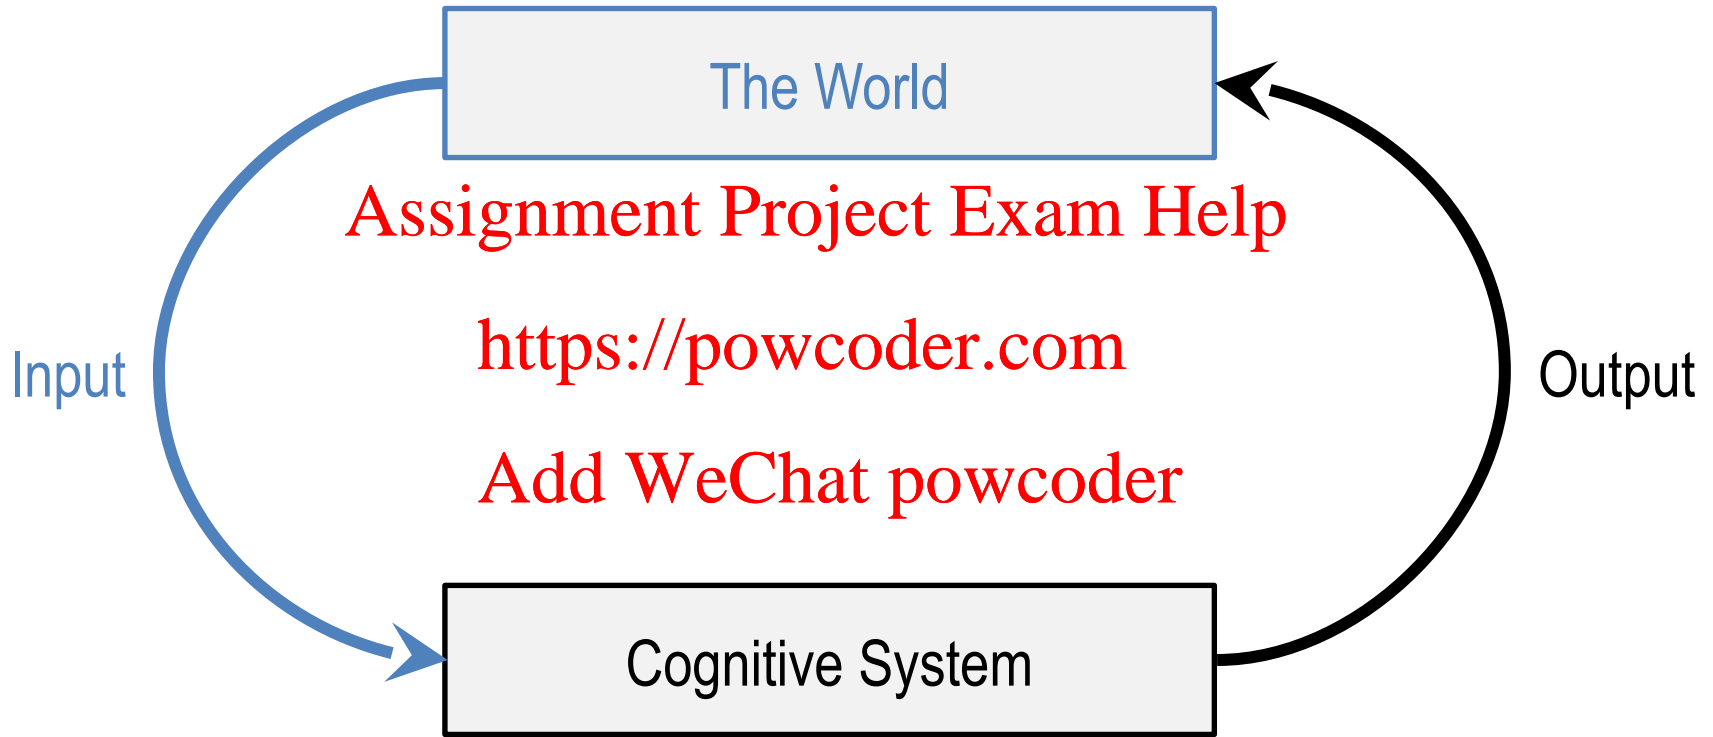 The World
Assignment Project Exam Help
https://powcoder.com
Input
Output
Add WeChat powcoder
Cognitive System